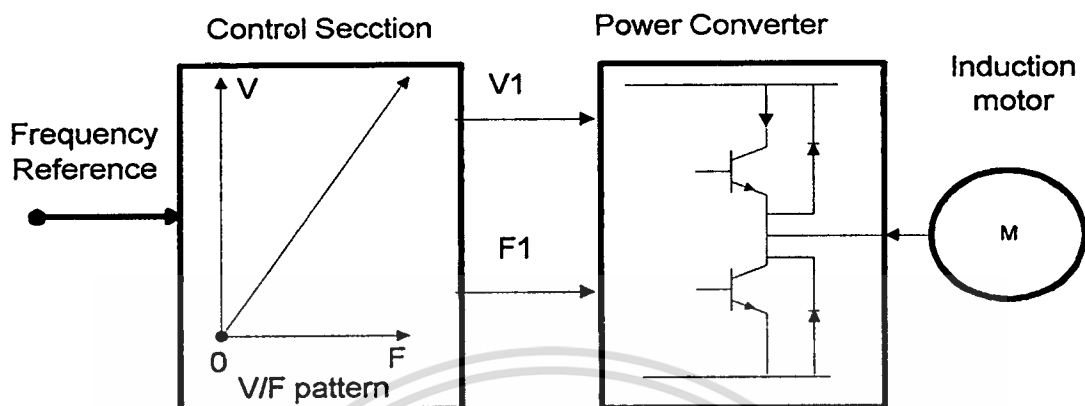 Control Secction
Power Converter
Induction
motor
Frequency
Reference
V
V1
F1
0
F
V/F pattern
M